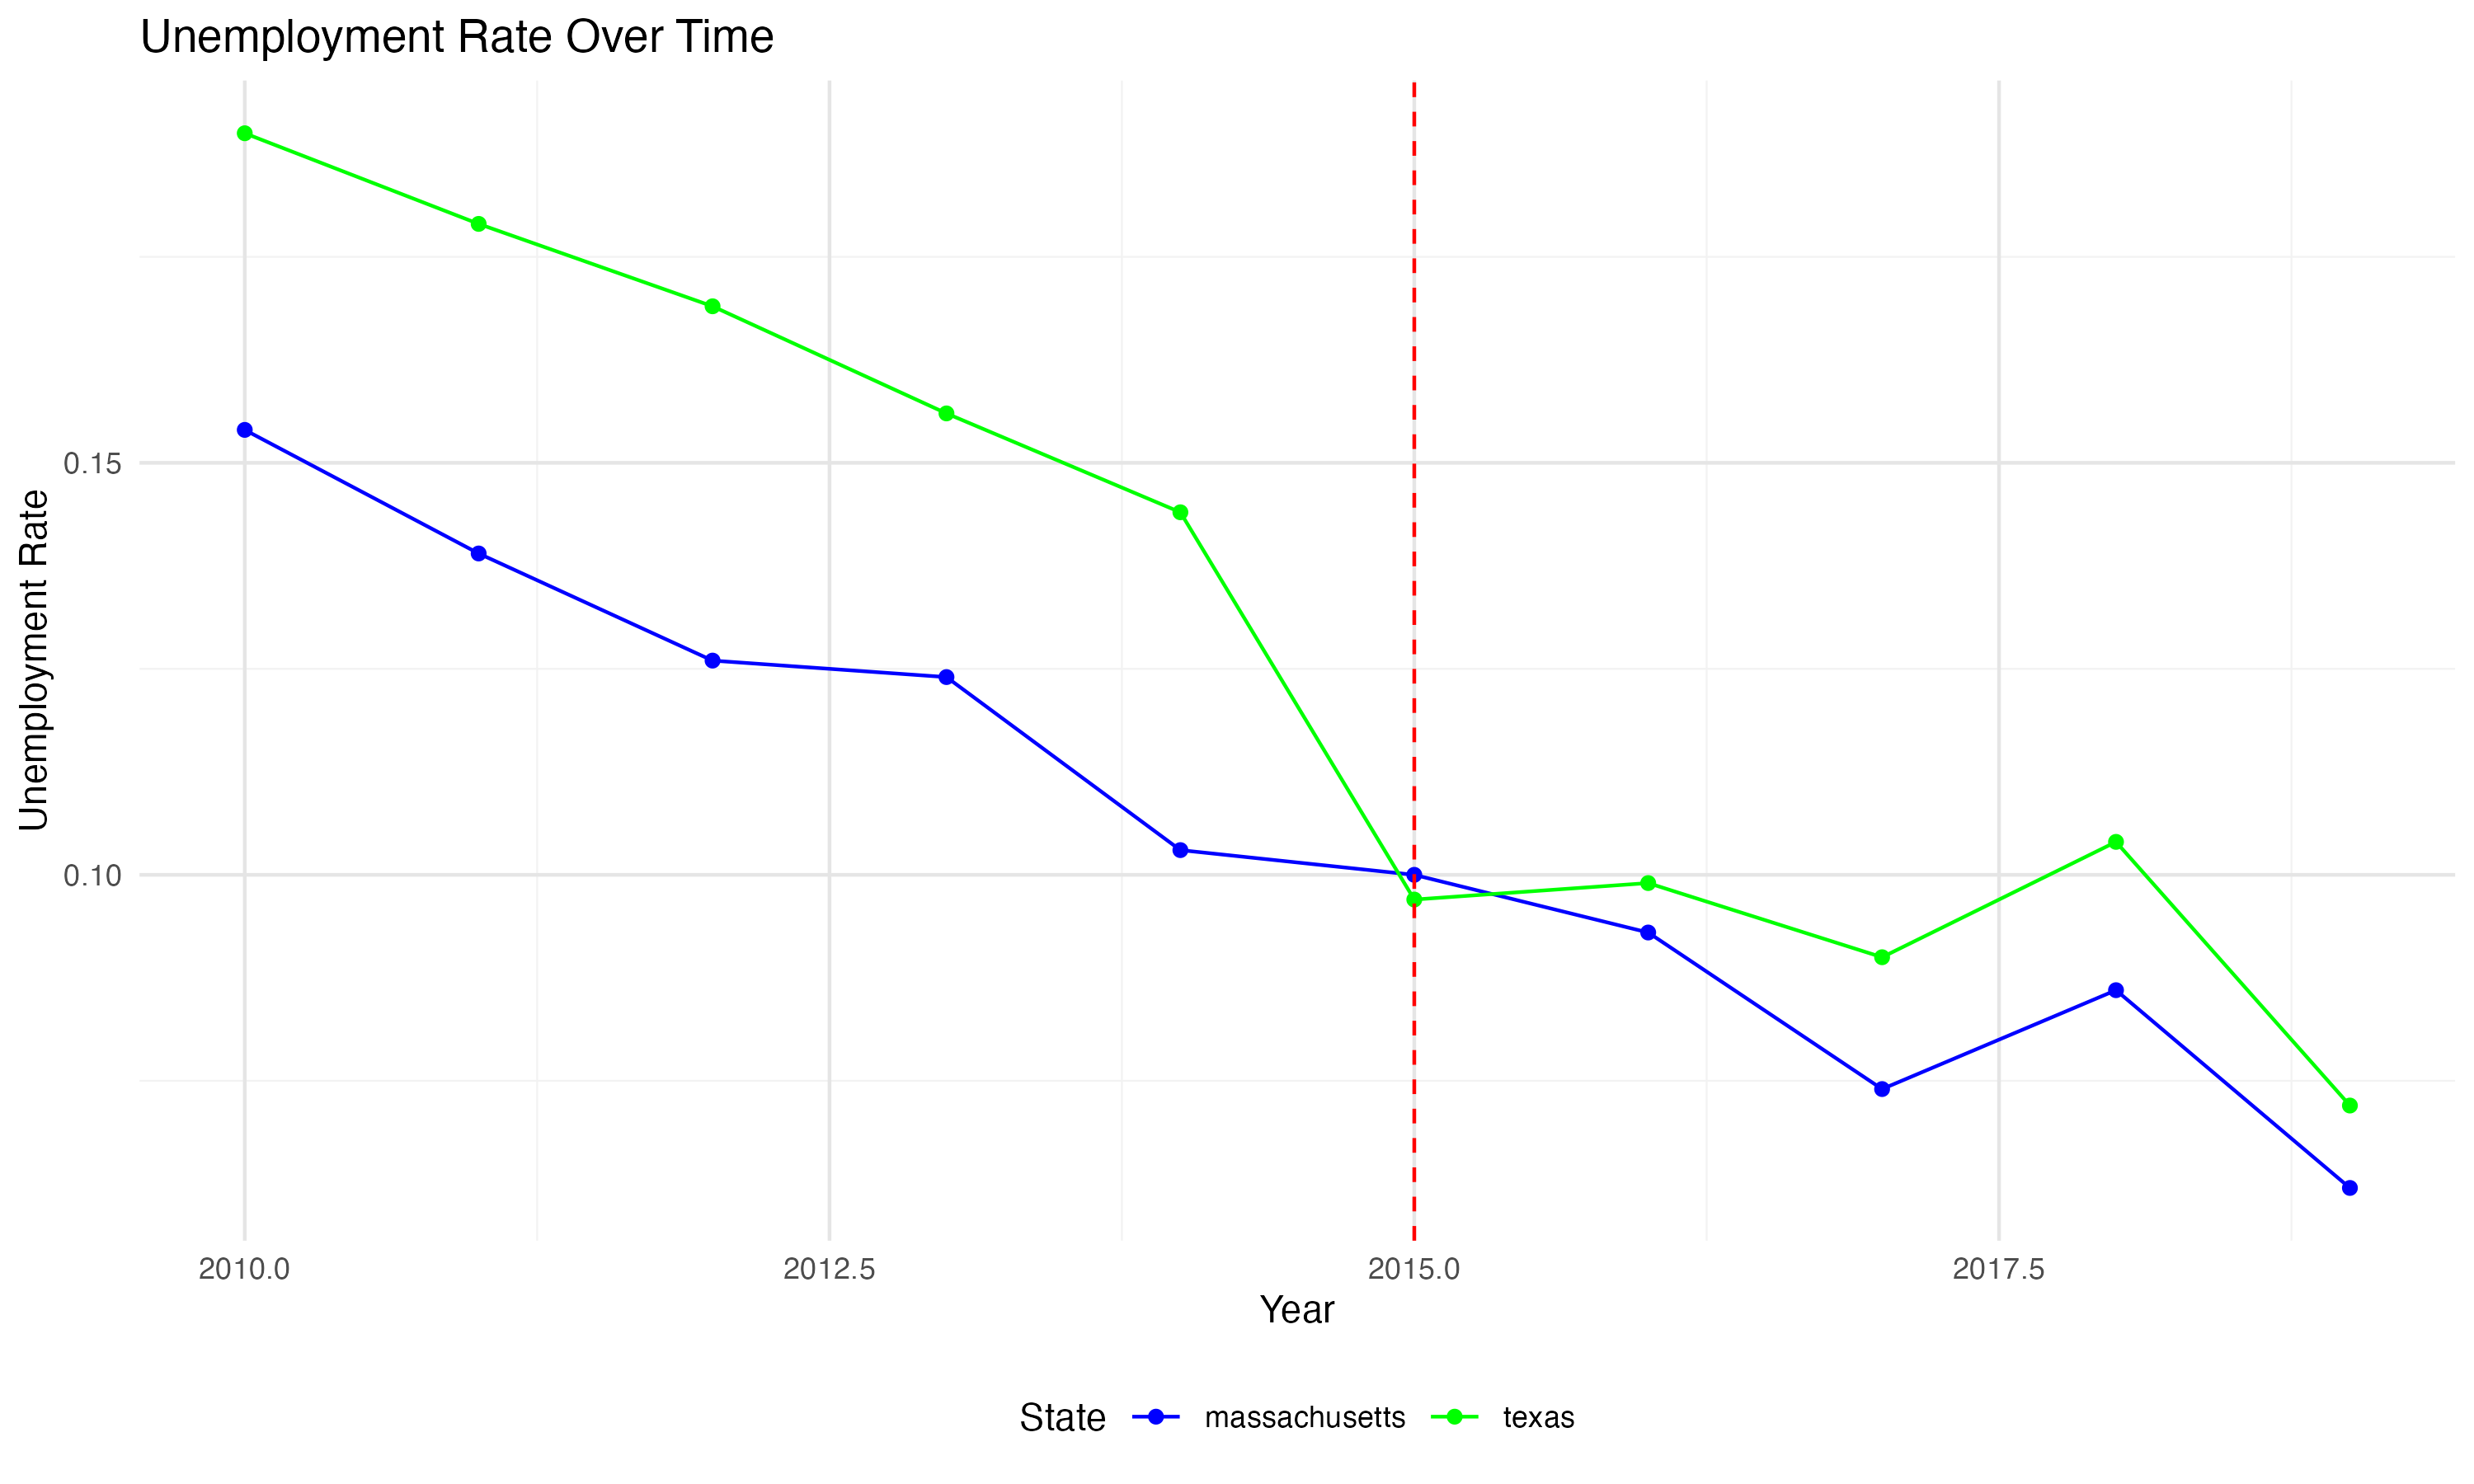 Unemployment Rate Over Time
Unemployment Rate
0.15
0.10
2010.0 2012.5 2015.0 2017.5
Year
State massachusetts texas